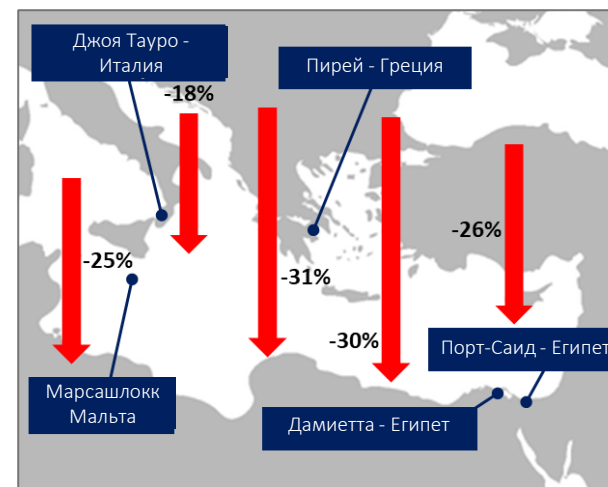 Джоя Тауро -
Италия
Пирей - Греция
-18%
-25%
-31%
-26%
-30%
Порт-Саид - Египет
Марсашлокк
Мальта
Дамиетта - Египет